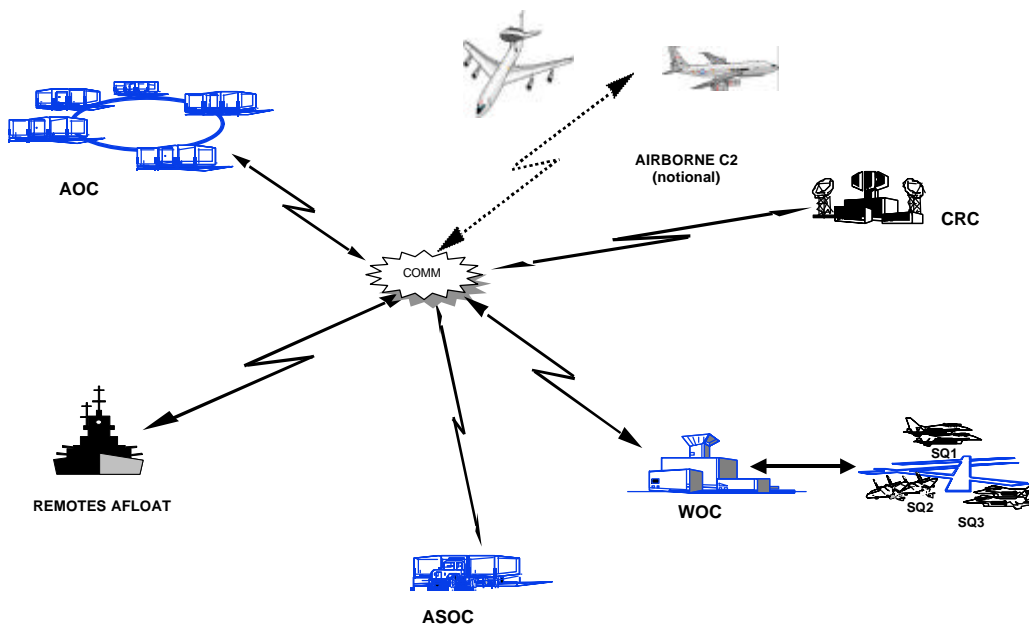 AOC
AIRBORNE C2
(notional)
CRC
COMM
REMOTES AFLOAT
SQ1
SQ2
SQ3
WOC
ASOC